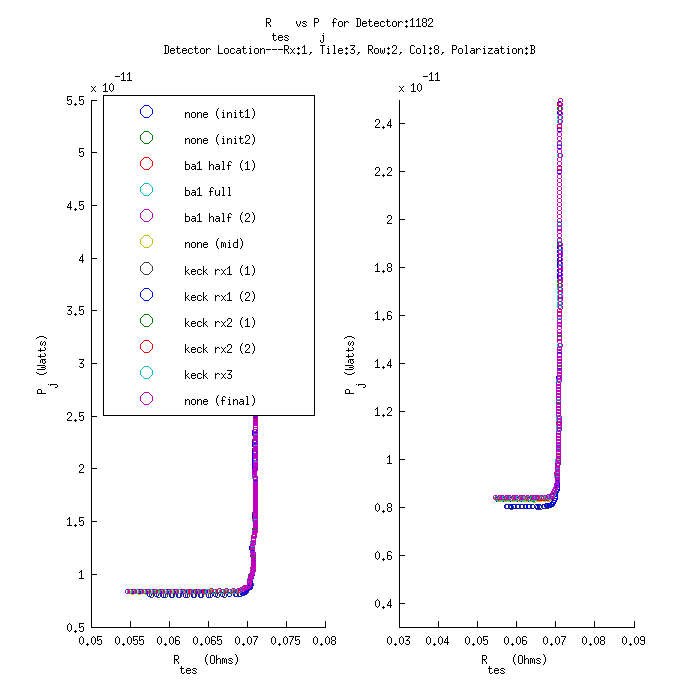 R_tes vs P_j for Detector:1182
Detector Location---Rx:1, Tile:3, Row:2, Col:8, Polarization:B
x 10^-11
5.5
5
4.5
4
3.5
3
2.5
2
1.5
1
0.5
P_j (Watts)
0.05
0.055
0.06
0.065
0.07
0.075
0.08
R_tes (Ohms)
none (init1)
none (init2)
ba1 half (1)
ba1 full
ba1 half (2)
none (mid)
keck rx1 (1)
keck rx1 (2)
keck rx2 (1)
keck rx2 (2)
keck rx3
none (final)
x 10^-11
2.4
2.2
2
1.8
1.6
1.4
1.2
1
0.8
0.6
0.4
P_j (Watts)
0.03
0.04
0.05
0.06
0.07
0.08
0.09
R_tes (Ohms)